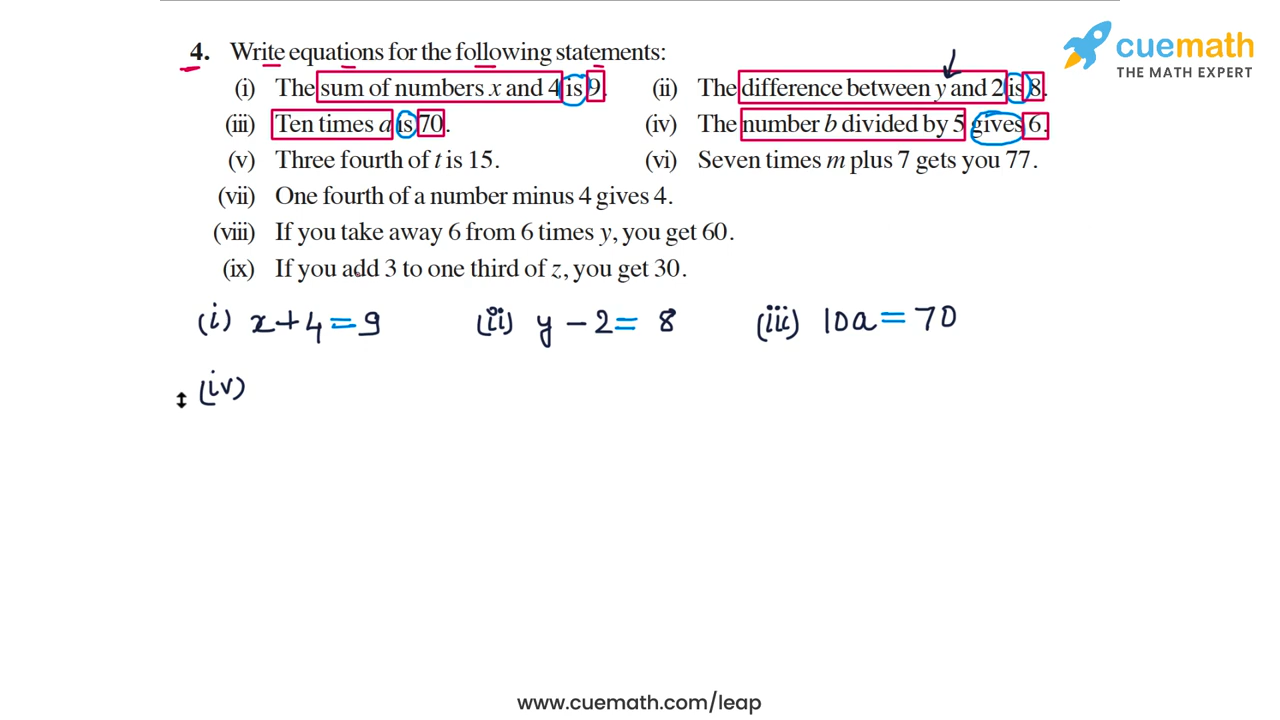 4. Write equations for the following statements:
cuemath
THE MATH EXPERT
(i) The sum of numbers x and 4 is 9. (ii) The difference between y and 2 is 8.
(iii) Ten times a is 70. (iv) The number b divided by 5 gives 6.
(v) Three fourth of t is 15. (vi) Seven times m plus 7 gets you 77.
(vii) One fourth of a number minus 4 gives 4.
(viii) If you take away 6 from 6 times y, you get 60.
(ix) If you add 3 to one third of z, you get 30.
(i) x+4=9 (ii) y-2= 8 (iii) 10a=70
(iv)
www.cuemath.com/leap